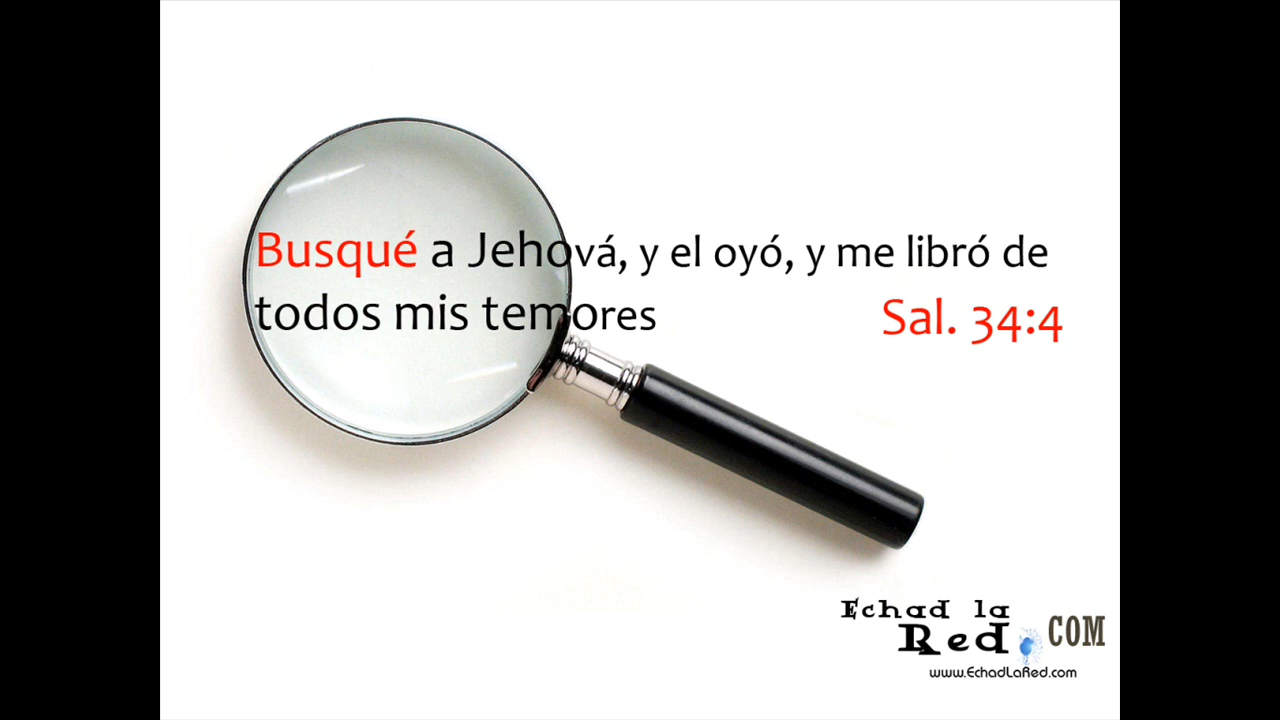 Busqué a Jehová, y el oyó, y me libró de
todos mis temores
Sal. 34:4
Echad la
Red.COM
www.EchadLaRed.com